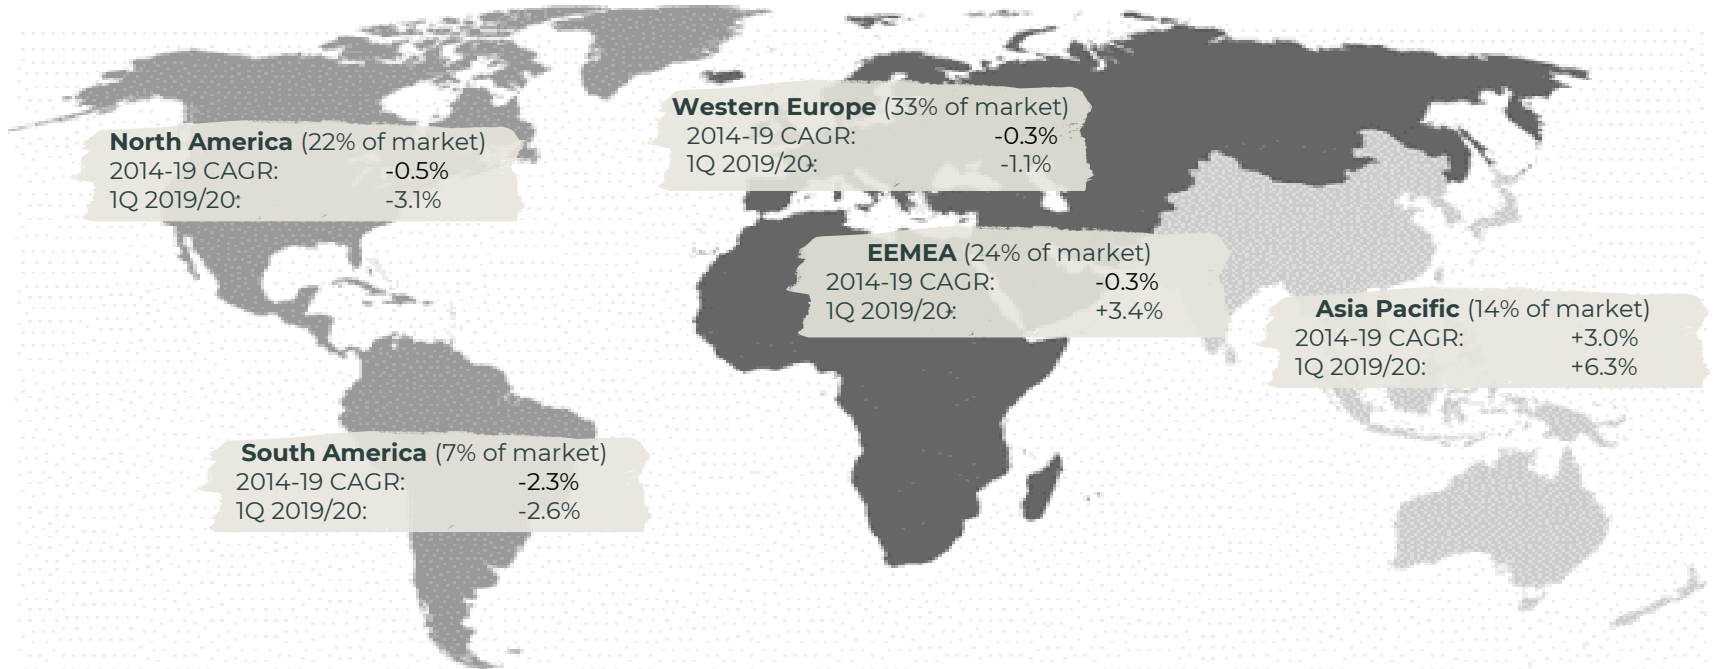 Western Europe (33% of market)
2014-19 CAGR: -0.3%
1Q 2019/20: -1.1%
North America (22% of market)
2014-19 CAGR: -0.5%
1Q 2019/20: -3.1%
EEMEA (24% of market)
2014-19 CAGR: -0.3%
1Q 2019/20: +3.4%
Asia Pacific (14% of market)
2014-19 CAGR: +3.0%
1Q 2019/20: +6.3%
South America (7% of market)
2014-19 CAGR: -2.3%
1Q 2019/20: -2.6%